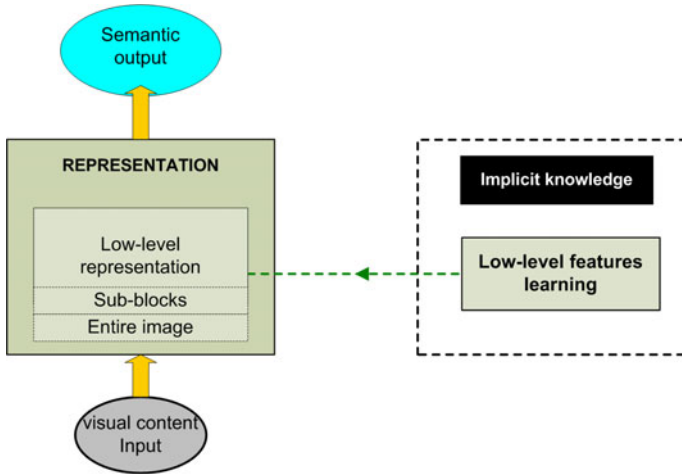 Semantic
output
REPRESENTATION
Low-level
representation
Sub-blocks
Entire image
visual content
Input
Implicit knowledge
Low-level features
learning